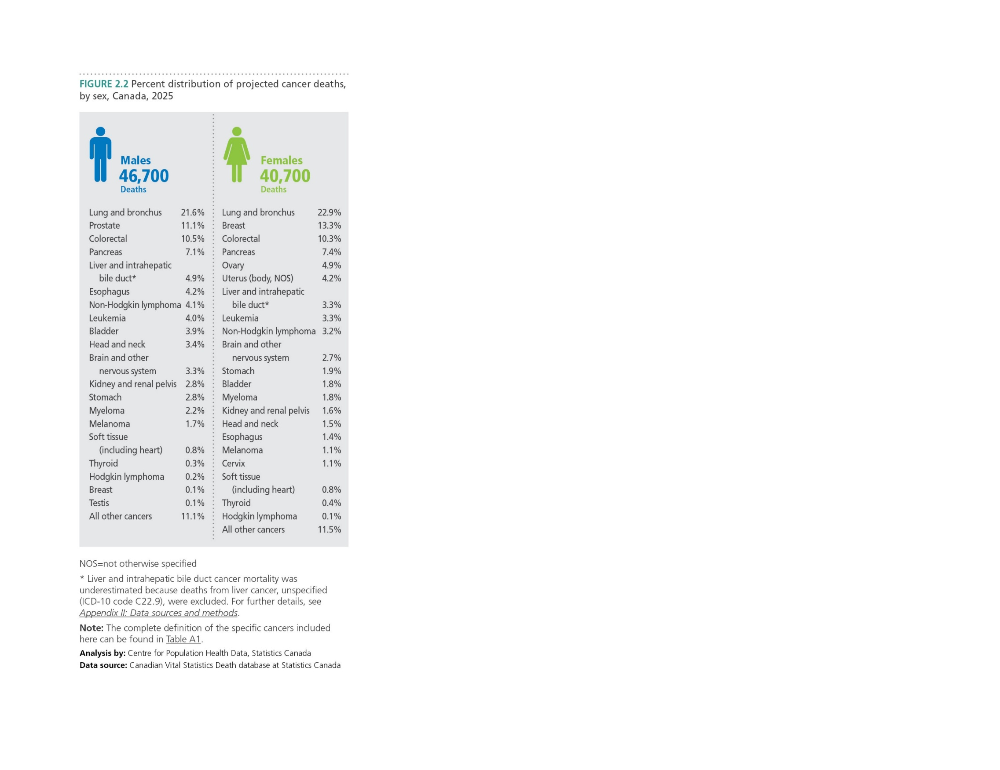 FIGURE 2.2 Percent distribution of projected cancer deaths,
by sex, Canada, 2025
Males
46,700
Deaths
Lung and bronchus 21.6%
Prostate 11.1%
Colorectal 10.5%
Pancreas 7.1%
Liver and intrahepatic
bile duct* 4.9%
Esophagus 4.2%
Non-Hodgkin lymphoma 4.1%
Leukemia 4.0%
Bladder 3.9%
Head and neck 3.4%
Brain and other
nervous system 3.3%
Kidney and renal pelvis 2.8%
Stomach 2.8%
Myeloma 2.2%
Melanoma 1.7%
Soft tissue
(including heart) 0.8%
Thyroid 0.3%
Hodgkin lymphoma 0.2%
Breast 0.1%
Testis 0.1%
All other cancers 11.1%
Females
40,700
Deaths
Lung and bronchus 22.9%
Breast 13.3%
Colorectal 10.3%
Pancreas 7.4%
Ovary 4.9%
Uterus (body, NOS) 4.2%
Liver and intrahepatic
bile duct* 3.3%
Leukemia 3.3%
Non-Hodgkin lymphoma 3.2%
Brain and other
nervous system 2.7%
Stomach 1.9%
Bladder 1.8%
Myeloma 1.8%
Kidney and renal pelvis 1.6%
Head and neck 1.5%
Esophagus 1.4%
Melanoma 1.1%
Cervix 1.1%
Soft tissue
(including heart) 0.8%
Thyroid 0.4%
Hodgkin lymphoma 0.1%
All other cancers 11.5%
NOS=not otherwise specified
* Liver and intrahepatic bile duct cancer mortality was
underestimated because deaths from liver cancer, unspecified
(ICD-10 code C22.9), were excluded. For further details, see
Appendix II: Data sources and methods.
Note: The complete definition of the specific cancers included
here can be found in Table A1.
Analysis by: Centre for Population Health Data, Statistics Canada
Data source: Canadian Vital Statistics Death database at Statistics Canada